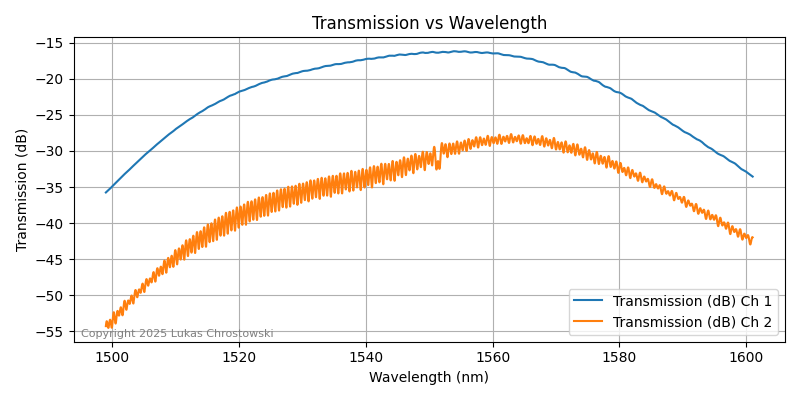 Transmission vs Wavelength
Transmission (dB)
−15
−20
−25
−30
−35
−40
−45
−50
−55
Transmission (dB) Ch 1
Transmission (dB) Ch 2
Copyright 2025 Lukas Chrostowski
1500 1520 1540 1560 1580 1600
Wavelength (nm)